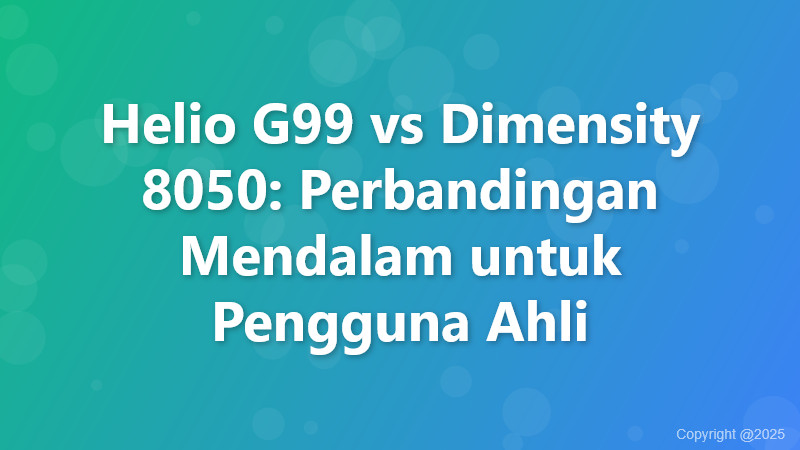 Helio G99 vs Dimensity
8050: Perbandingan
Mendalam untuk
Pengguna Ahli
Copyright @2025